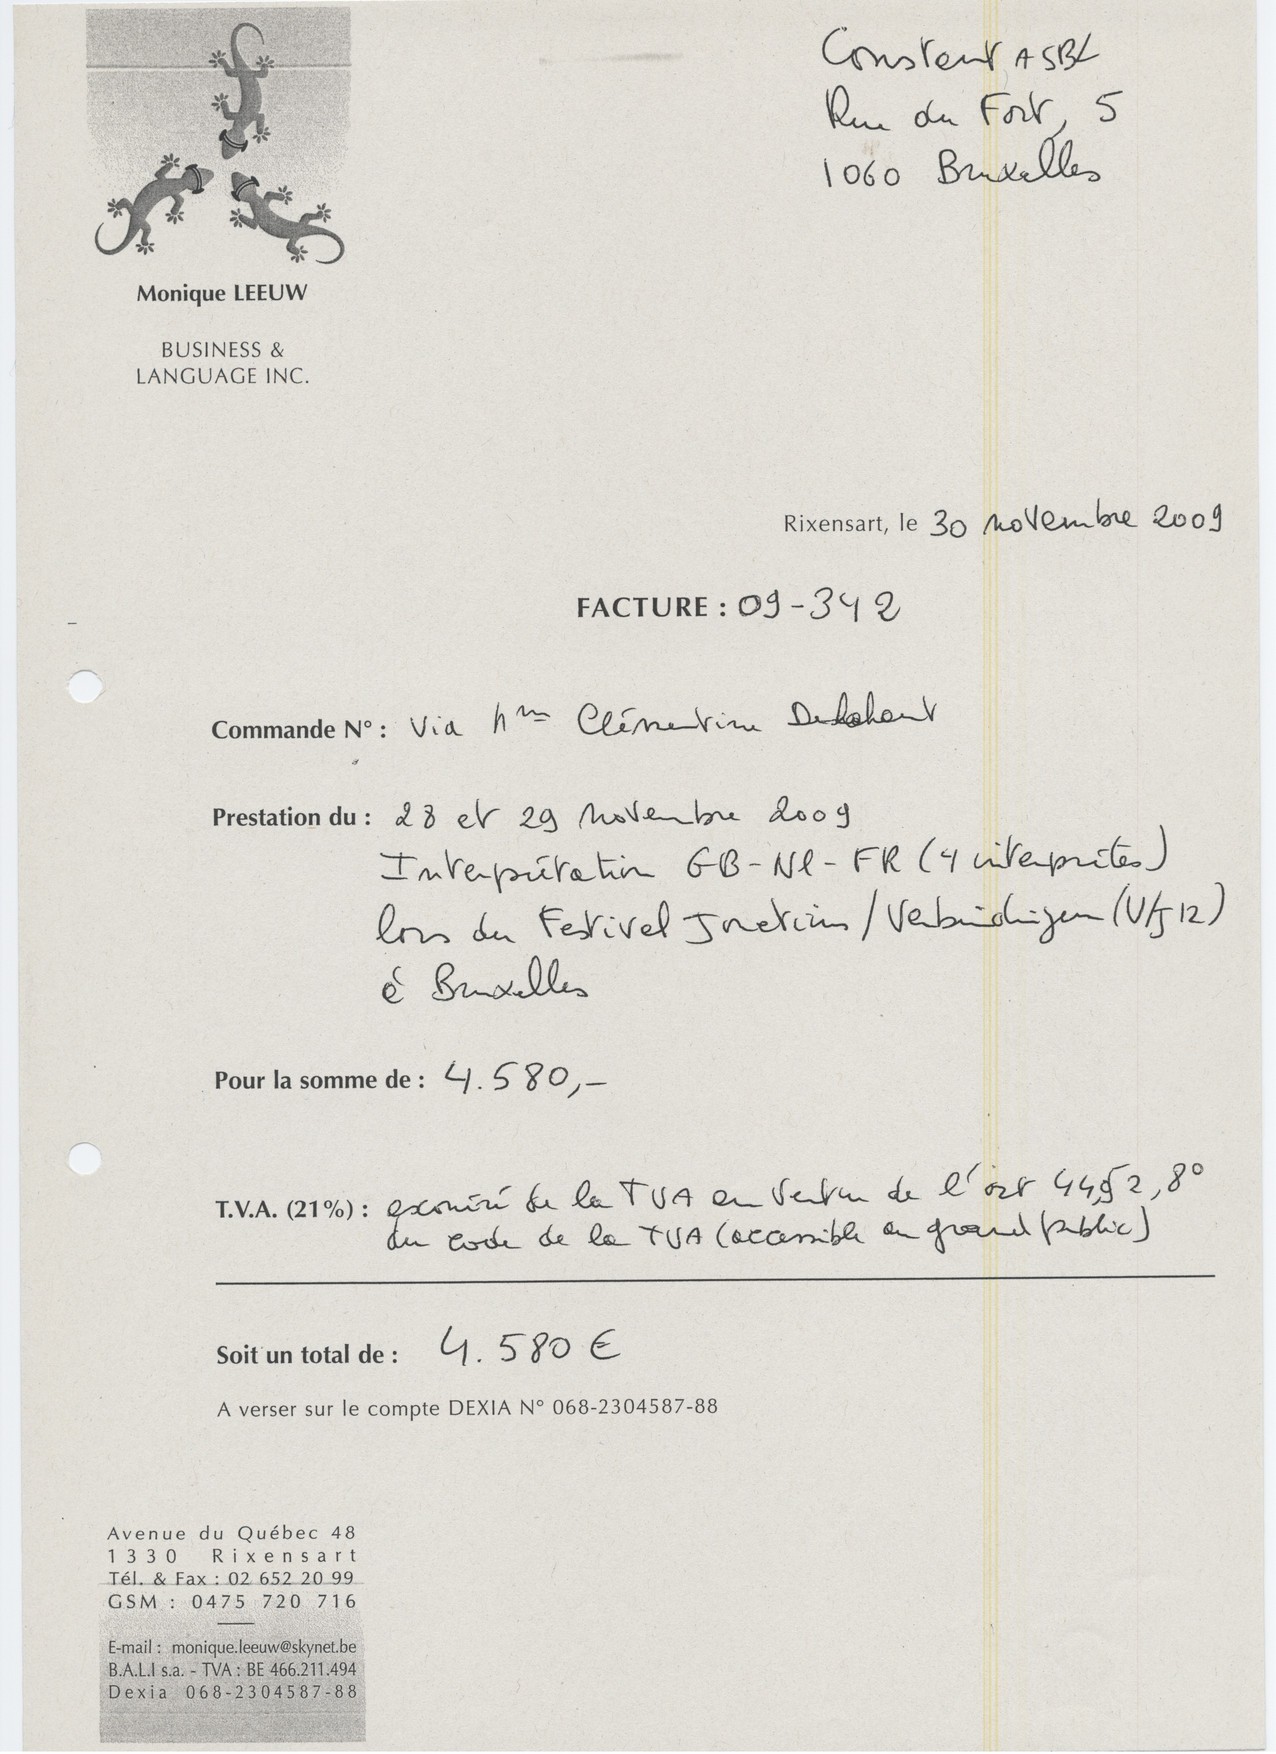 Constant ASBL
Rue du Fort, 5
1060 Bruxelles
Monique LEEUW
BUSINESS &
LANGUAGE INC.
Rixensart, le 30 novembre 2009
FACTURE : 09-342
Commande N° : Via Mme Clémentine Delahaut
Prestation du : 28 et 29 novembre 2009
Interprétation GB-Nl-FR (4 interprètes)
lors du Festival Jonctions/Verbindingen (V/J12)
à Bruxelles
Pour la somme de : 4.580,-
T.V.A. (21%) : exonéré de la TVA en vertu de l'art 44§2, 8°
du code de la TVA (accessible au grand public)
Soit un total de : 4.580 €
A verser sur le compte DEXIA N° 068-2304587-88
Avenue du Québec 48
1330 Rixensart
Tél. & Fax : 02 652 20 99
GSM : 0475 720 716
E-mail : monique.leeuw@skynet.be
B.A.L.I s.a. - TVA : BE 466.211.494
Dexia 068-2304587-88